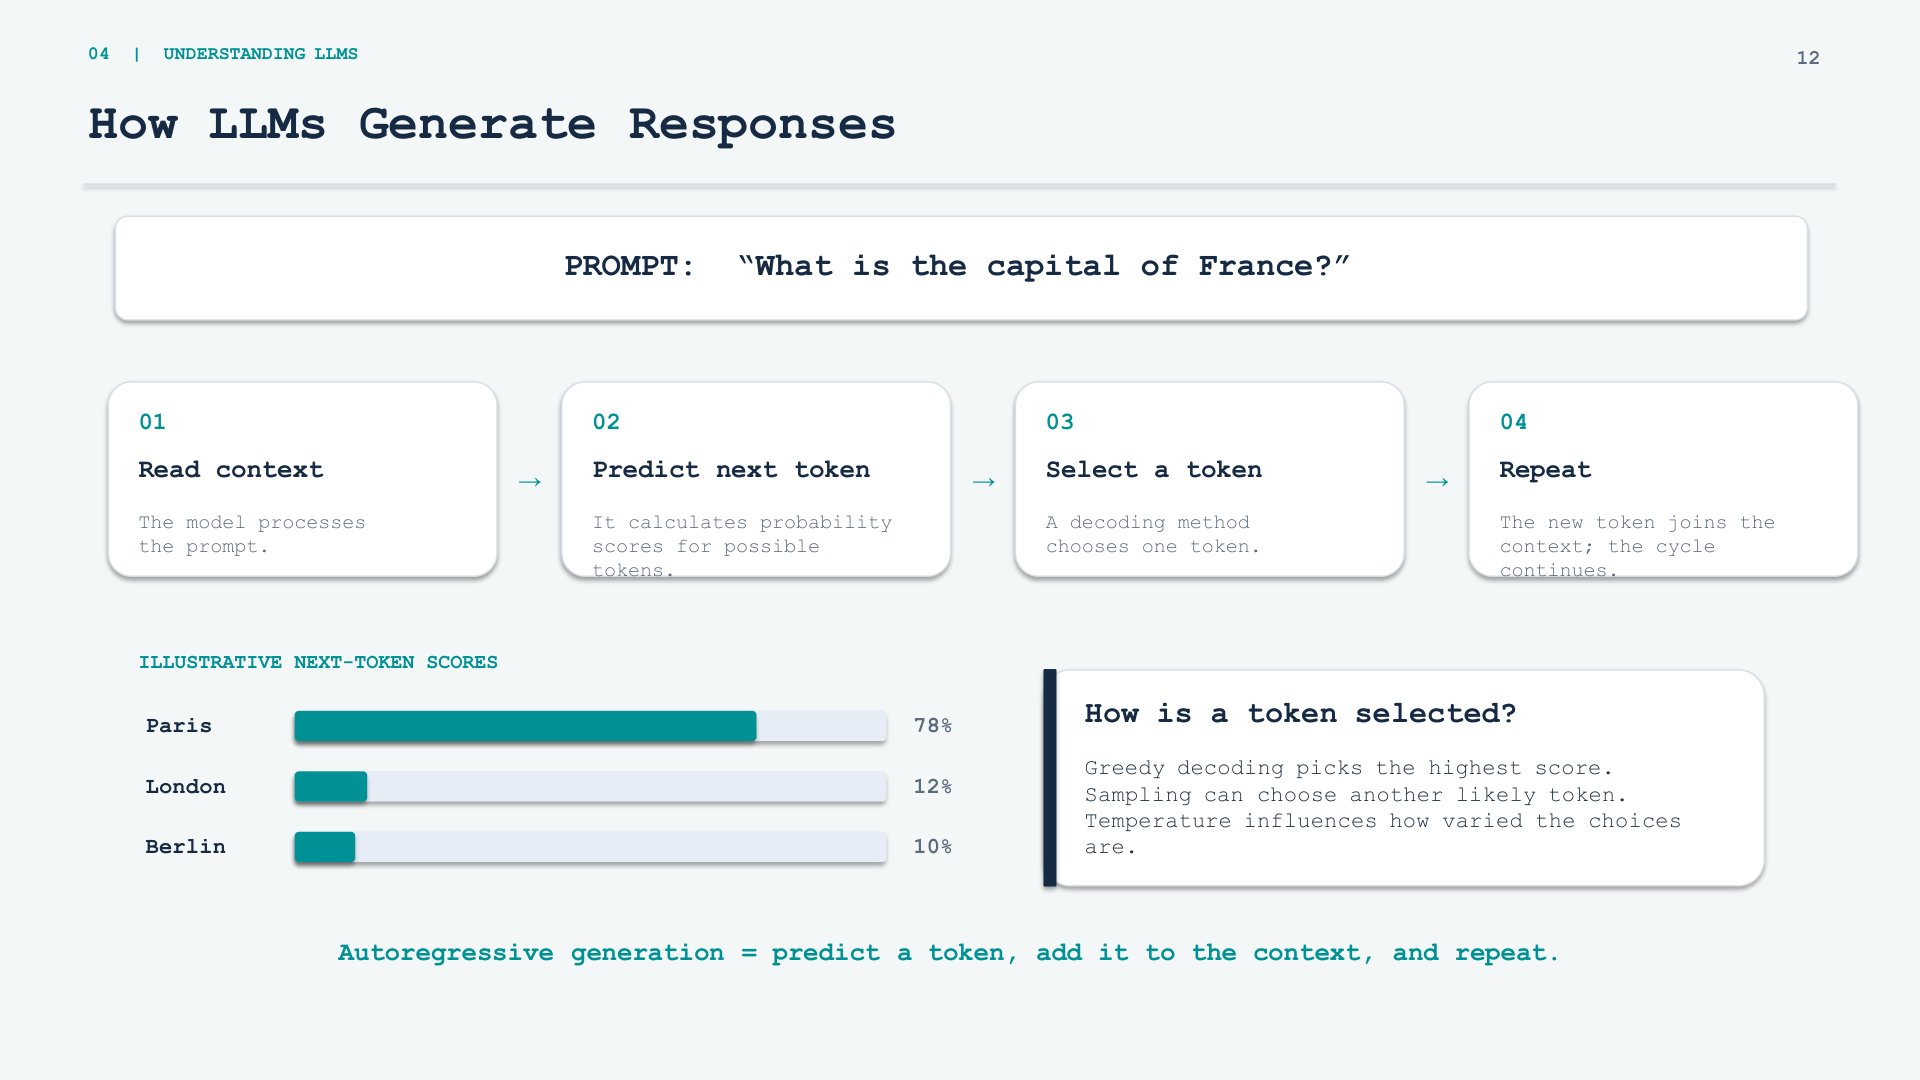 04 | UNDERSTANDING LLMS
12
How LLMs Generate Responses
PROMPT: “What is the capital of France?”
01
Read context
The model processes
the prompt.
→
02
Predict next token
It calculates probability
scores for possible
tokens.
→
03
Select a token
A decoding method
chooses one token.
→
04
Repeat
The new token joins the
context; the cycle
continues.
ILLUSTRATIVE NEXT-TOKEN SCORES
Paris 78%
London 12%
Berlin 10%
How is a token selected?
Greedy decoding picks the highest score.
Sampling can choose another likely token.
Temperature influences how varied the choices
are.
Autoregressive generation = predict a token, add it to the context, and repeat.